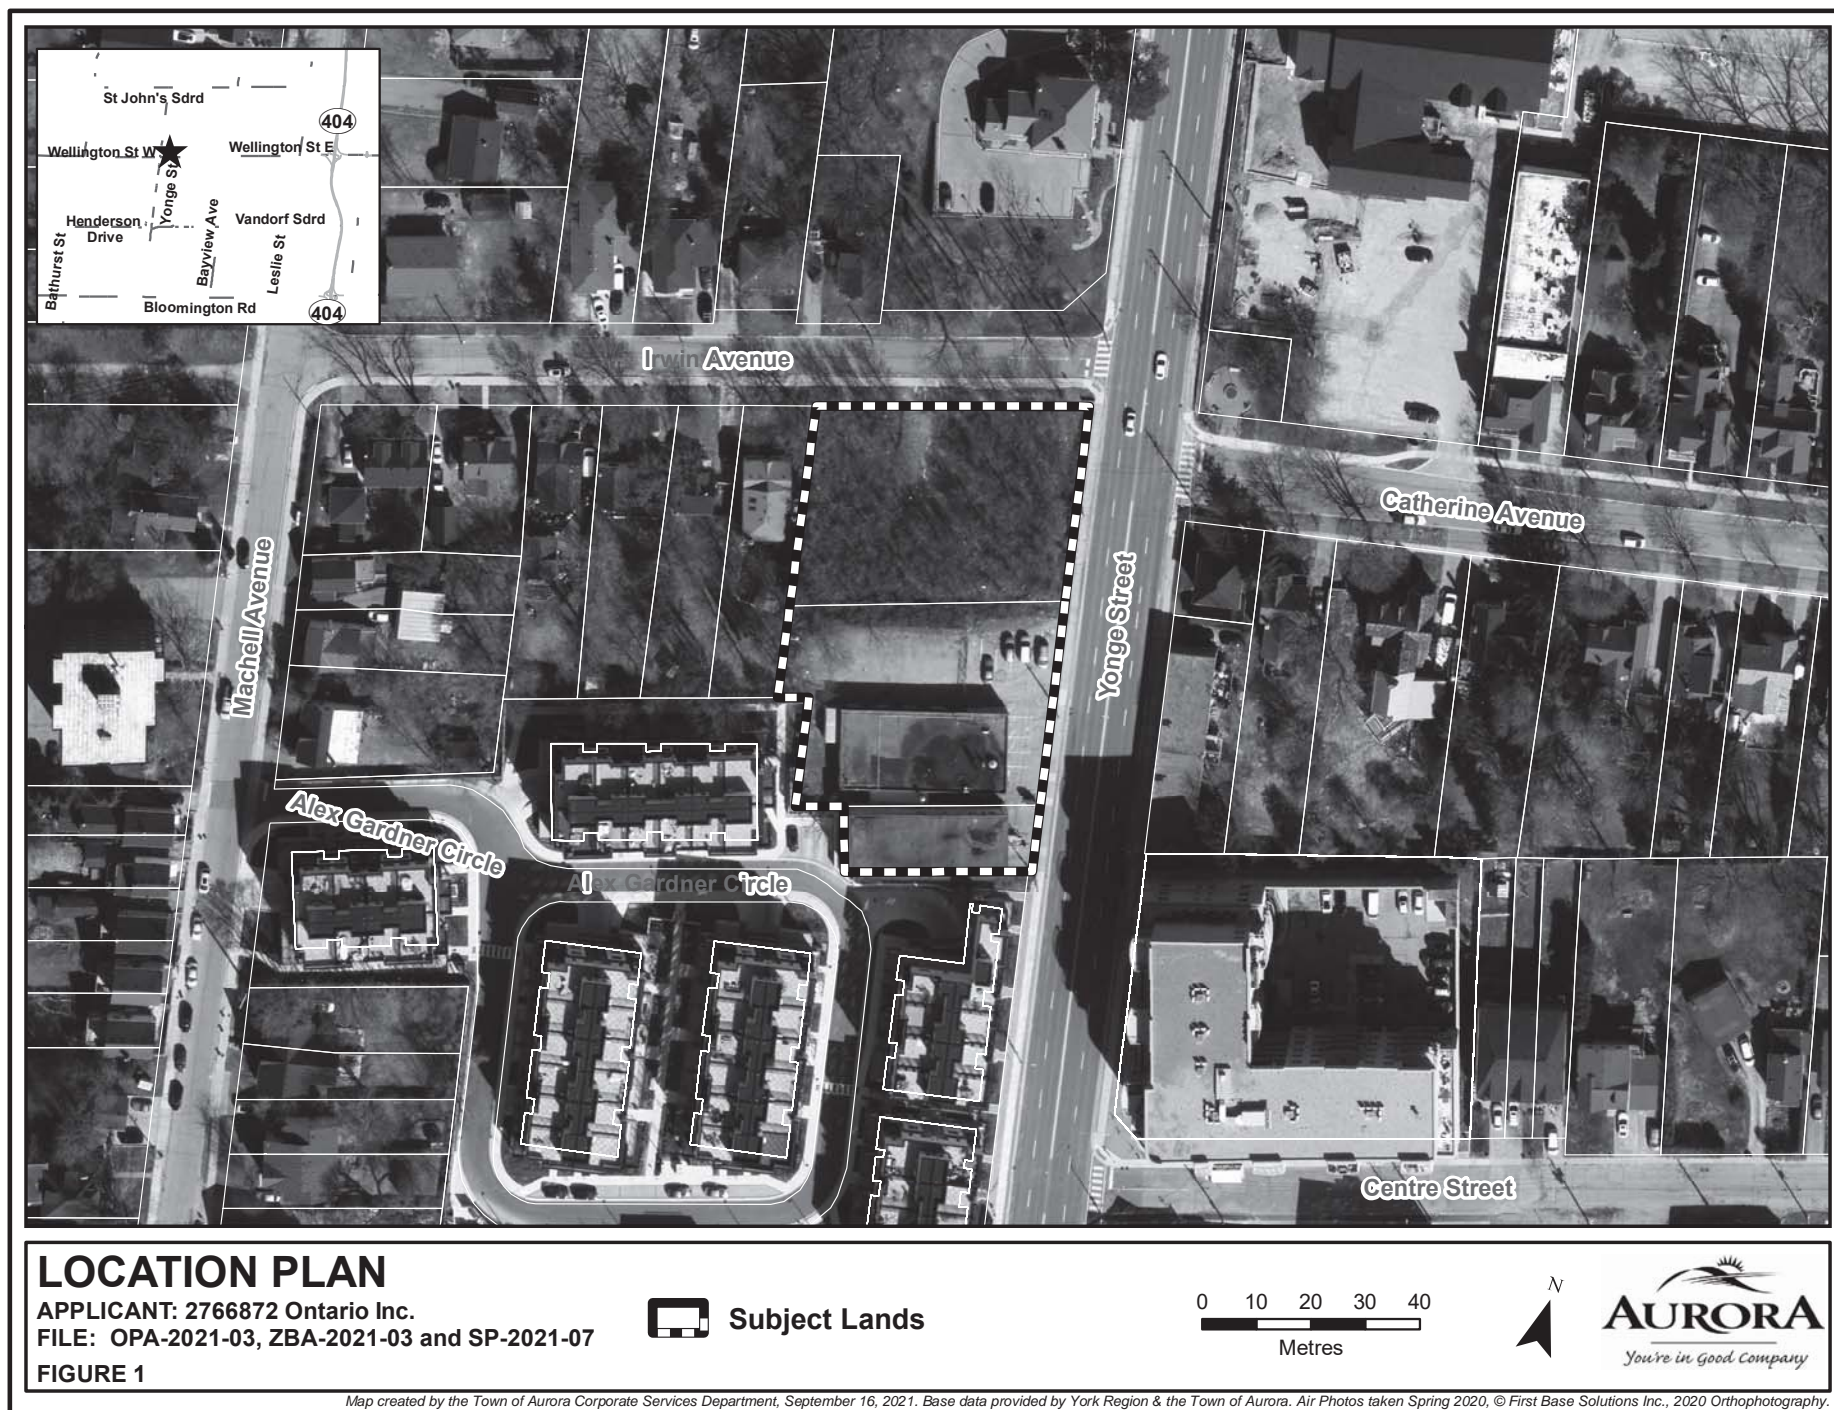 St John's Sdrd
404
Wellington St W
Wellington St E
Yonge St
Henderson
Drive
Vandorf Sdrd
Bathurst St
Bayview Ave
Leslie St
Bloomington Rd
404
Irwin Avenue
Catherine Avenue
Machell Avenue
Yonge Street
Alex Gardner Circle
Alex Gardner Circle
Centre Street
LOCATION PLAN
APPLICANT: 2766872 Ontario Inc.
FILE: OPA-2021-03, ZBA-2021-03 and SP-2021-07
FIGURE 1
Subject Lands
0 10 20 30 40
Metres
N
AURORA
You're in Good Company
Map created by the Town of Aurora Corporate Services Department, September 16, 2021. Base data provided by York Region & the Town of Aurora. Air Photos taken Spring 2020, © First Base Solutions Inc., 2020 Orthophotography.